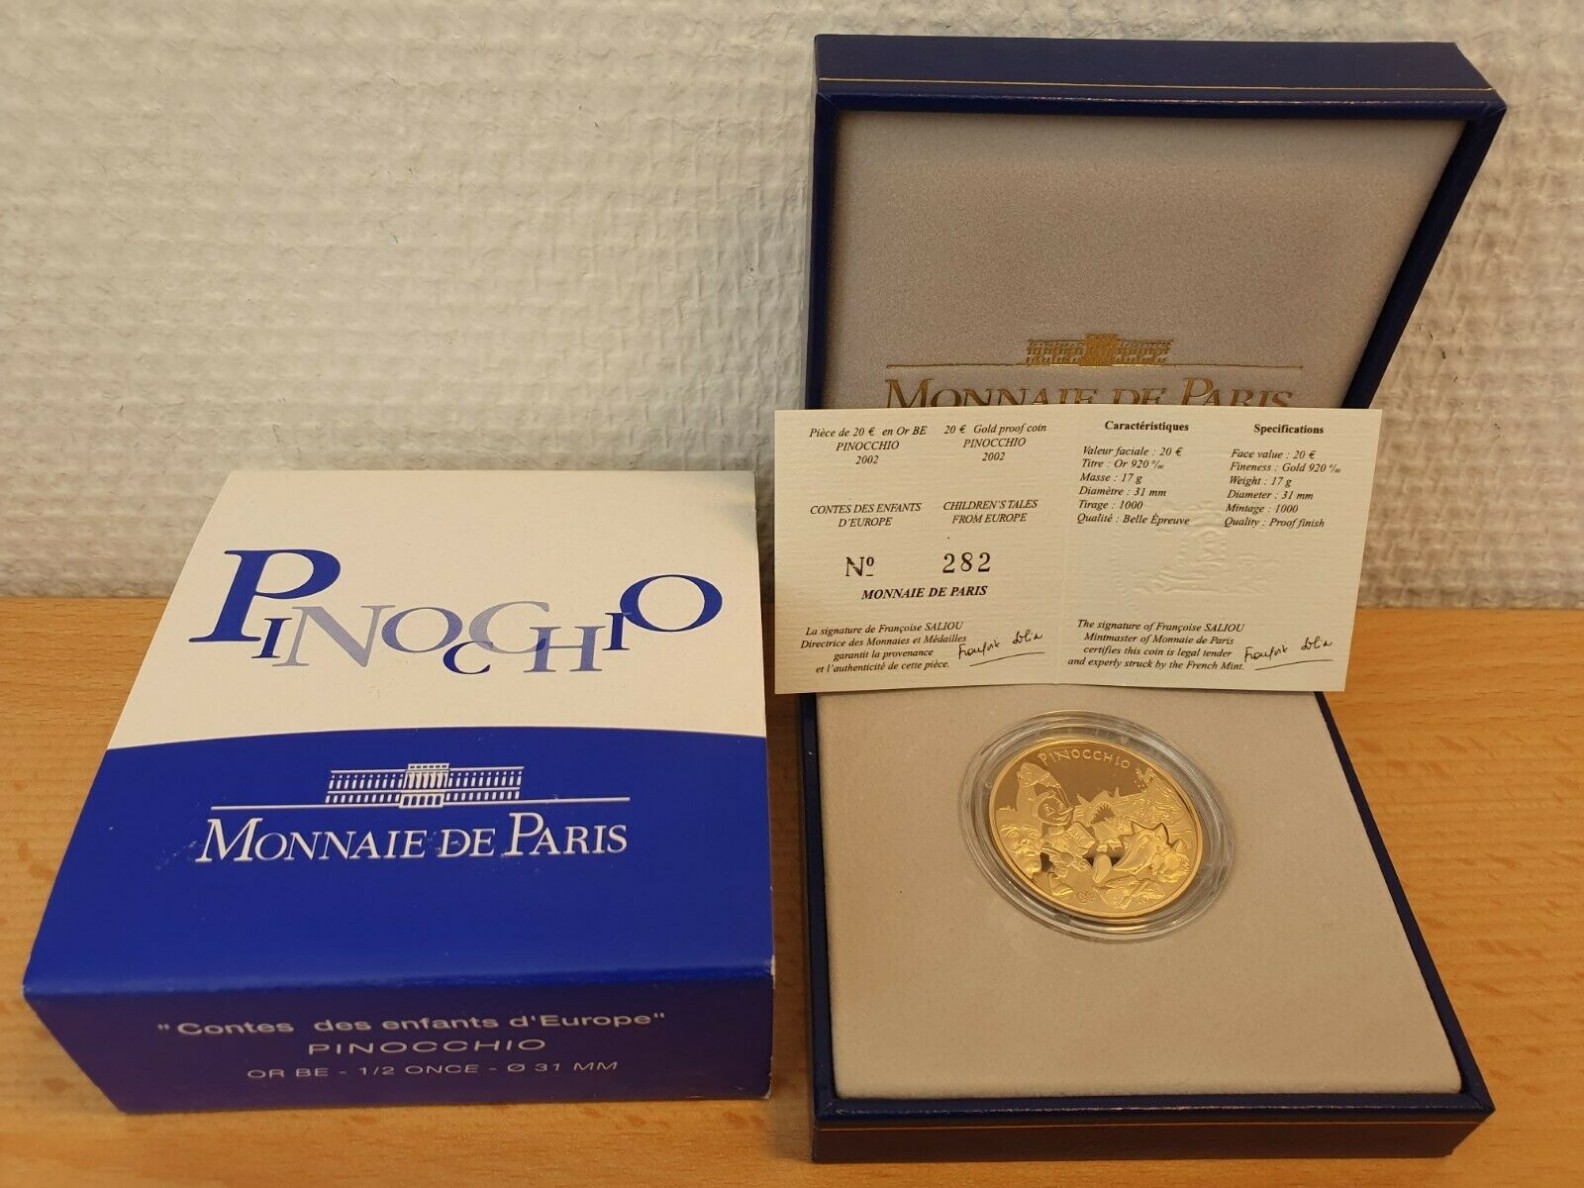 MONNAIE DE PARIS
Pièce de 20 € en Or BE
PINOCCHIO
2002
20 € Gold proof coin
PINOCCHIO
2002
CONTES DES ENFANTS
D'EUROPE
CHILDREN'S TALES
FROM EUROPE
Nº 282
MONNAIE DE PARIS
La signature de Françoise SALIOU
Directrice des Monnaies et Médailles
garantit la provenance
et l'authenticité de cette pièce.
Caractéristiques
Valeur faciale : 20 €
Titre : Or 920 ‰
Masse : 17 g
Diamètre : 31 mm
Tirage : 1000
Qualité : Belle Épreuve
Specifications
Face value : 20 €
Fineness : Gold 920 ‰
Weight : 17 g
Diameter : 31 mm
Mintage : 1000
Quality : Proof finish
The signature of Françoise SALIOU
Mintmaster of Monnaie de Paris
certifies this coin is legal tender
and experly struck by the French Mint.
PINOCCHIO
PINOCCHIO
MONNAIE DE PARIS
"Contes des enfants d'Europe"
PINOCCHIO
OR BE - 1/2 ONCE - Ø 31 MM